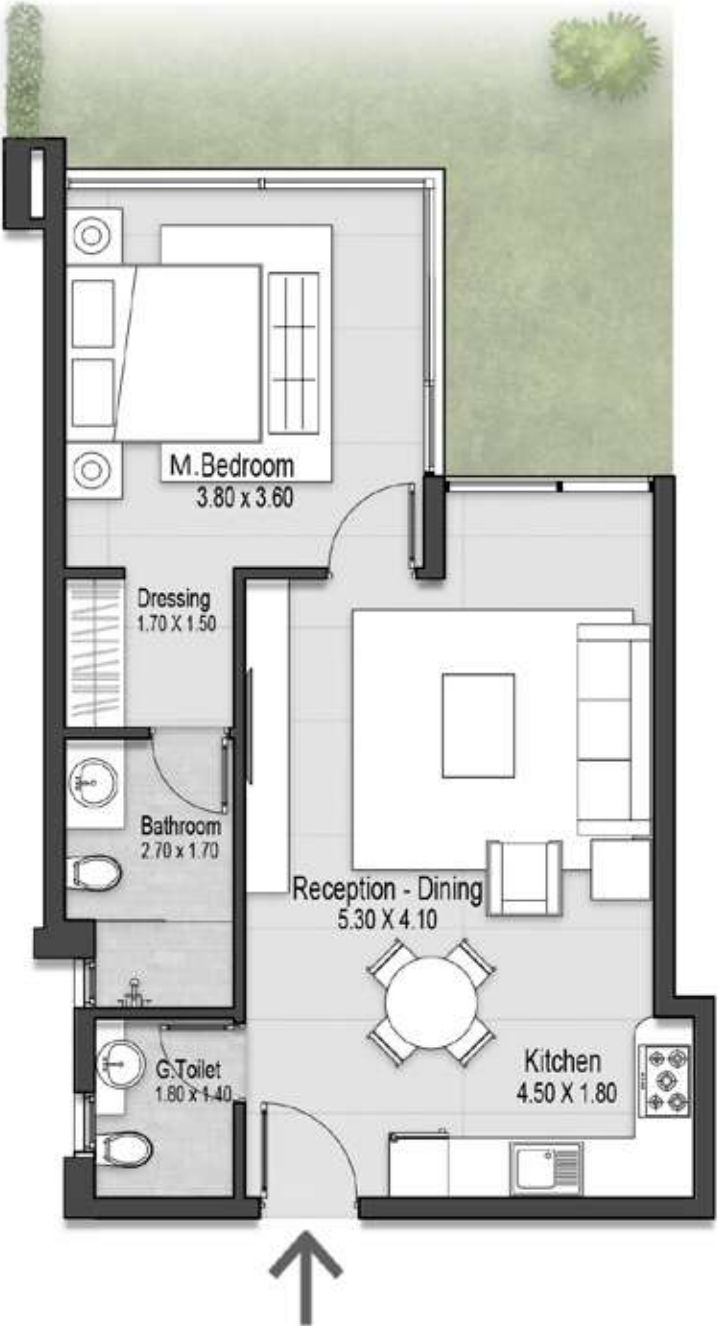 M.Bedroom
3.80 x 3.60
Dressing
1.70 X 1.50
Bathroom
2.70 x 1.70
Reception - Dining
5.30 X 4.10
G.Toilet
1.80 x 1.40
Kitchen
4.50 X 1.80